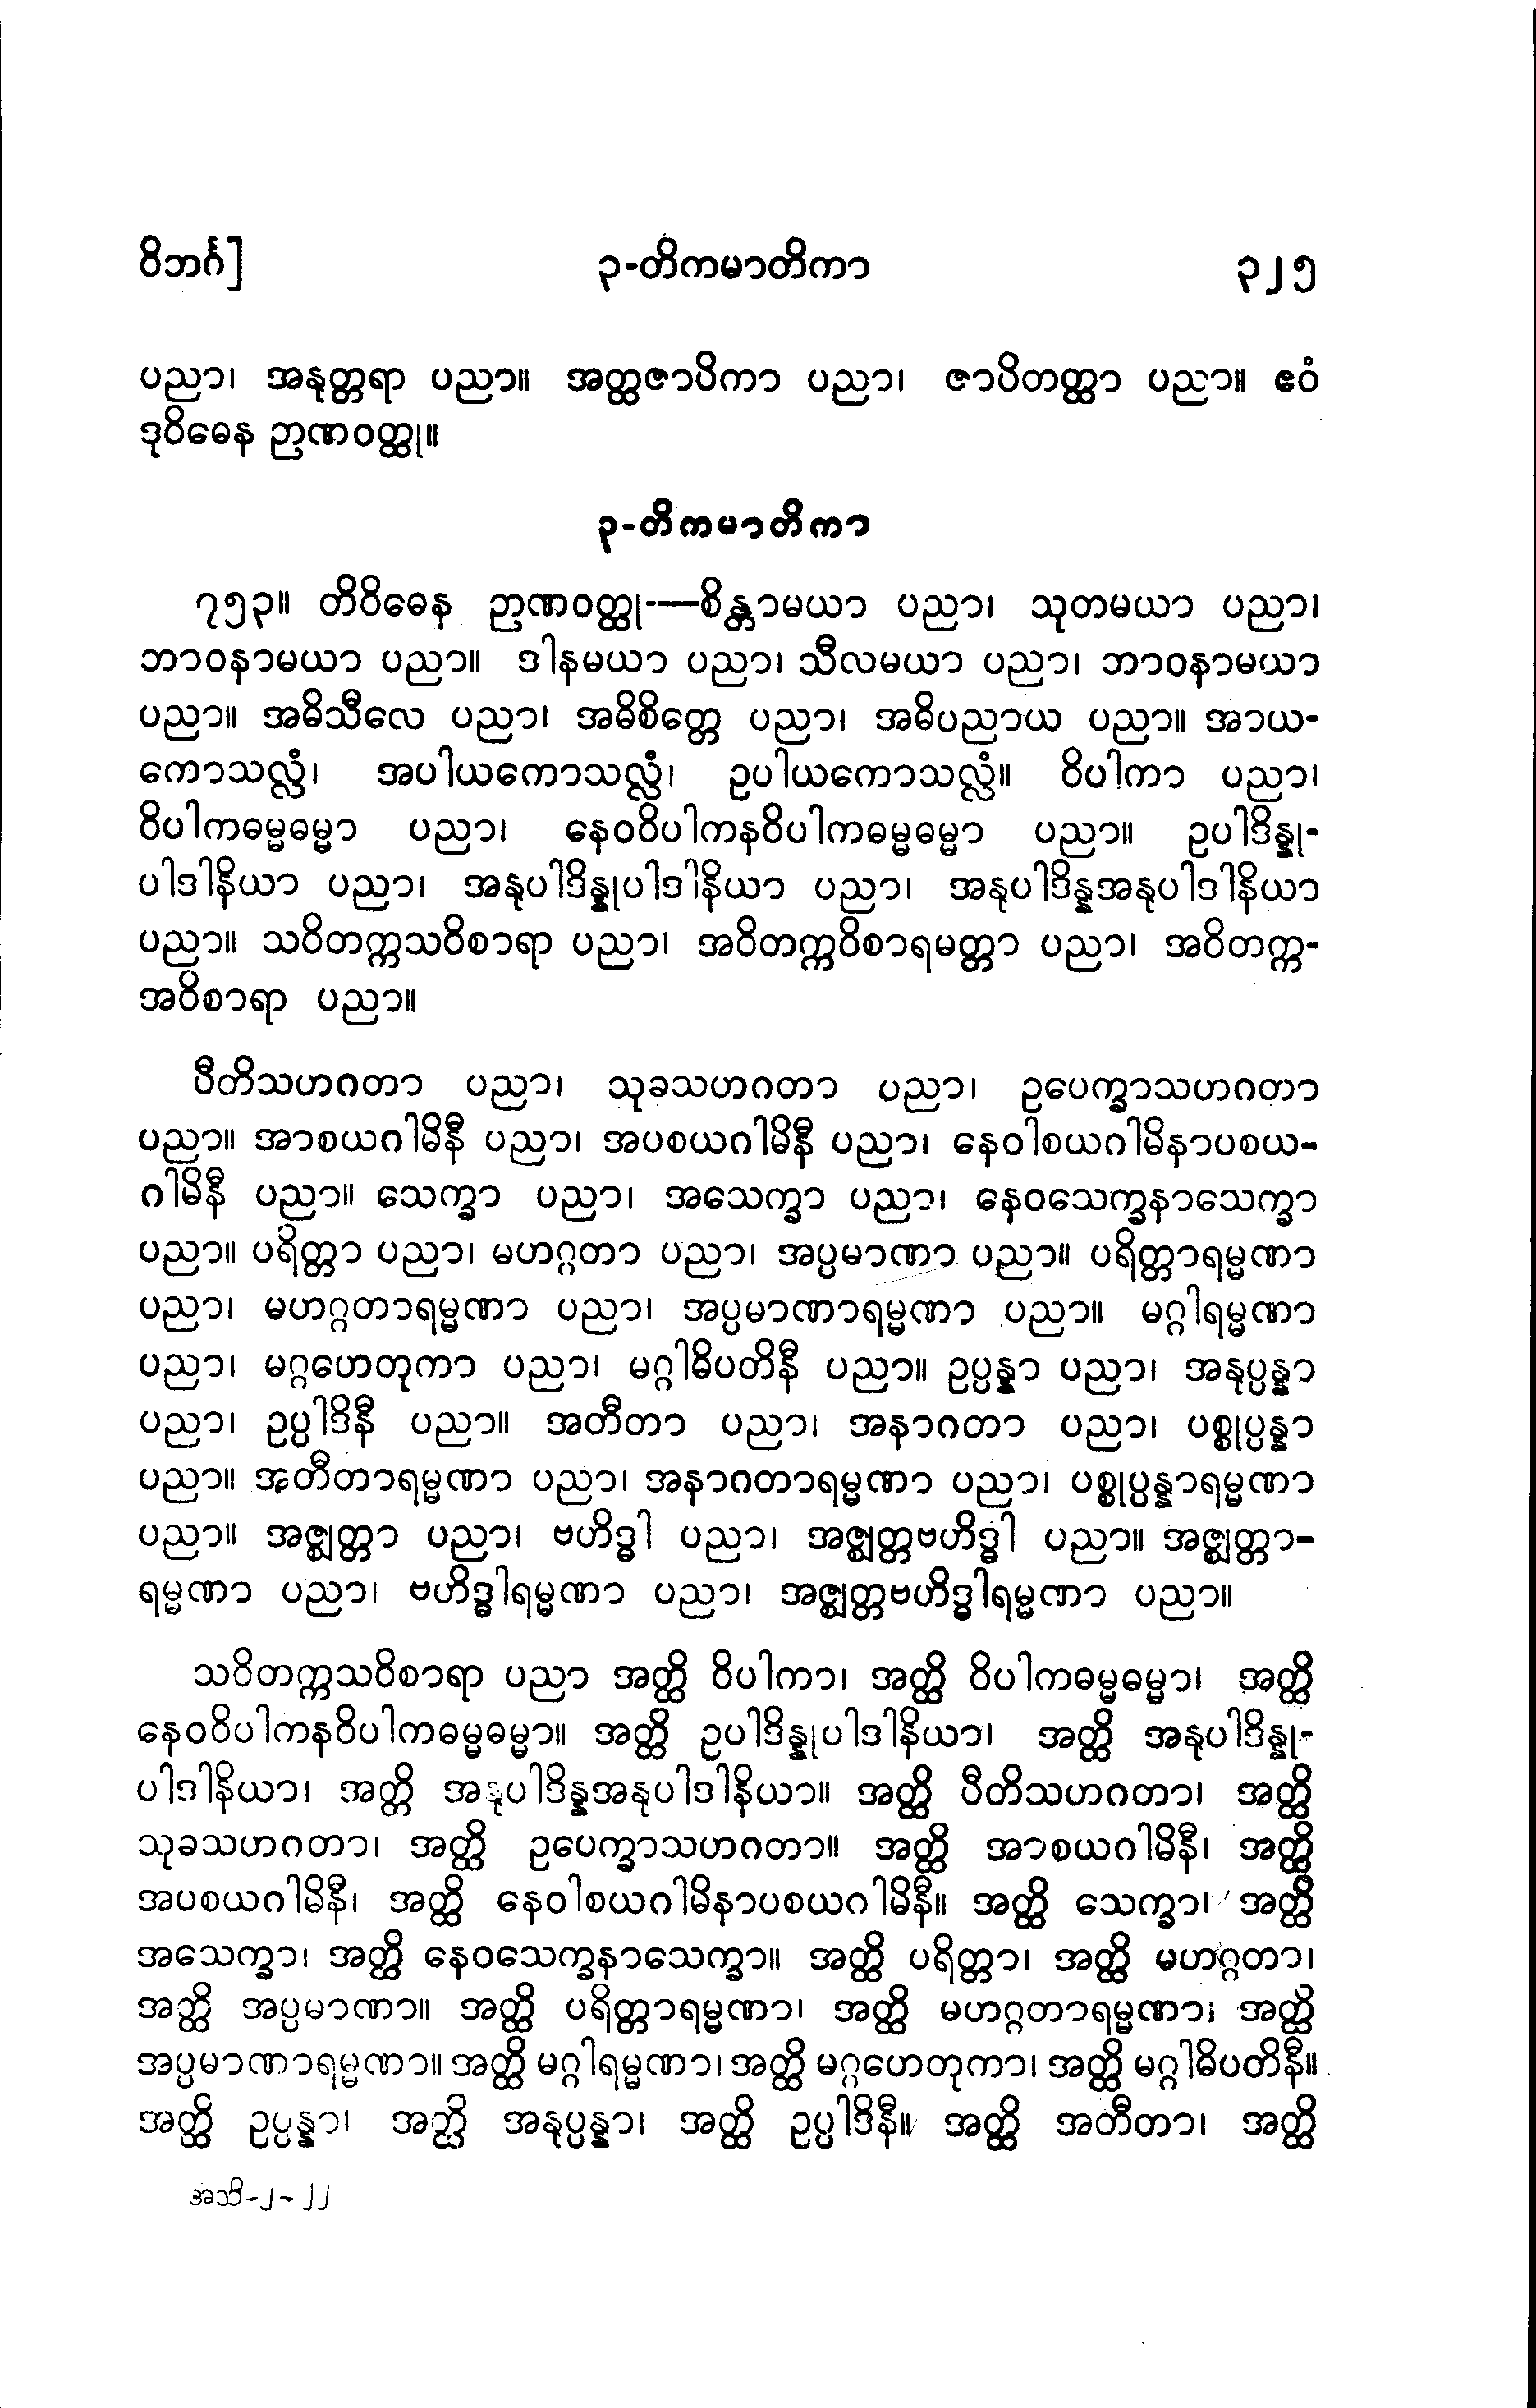 ဝိဘင်္ဂ]
၃-တိကမာတိကာ
၃၂၅
ပညာ၊ အနုတ္တရာ ပညာ။ အတ္ထဇာပိကာ ပညာ၊ ဇာပိတတ္ထာ ပညာ။ ဧဝံ
ဒုဝိဓေန ဉာဏဝတ္ထု။
၃-တိကမာတိကာ
၇၅၃။ တိဝိဓေန ဉာဏဝတ္ထု-—စိန္တာမယာ ပညာ၊ သုတမယာ ပညာ၊
ဘာဝနာမယာ ပညာ။ ဒါနမယာ ပညာ၊ သီလမယာ ပညာ၊ ဘာဝနာမယာ
ပညာ။ အဓိသီလေ ပညာ၊ အဓိစိတ္တေ ပညာ၊ အဓိပညာယ ပညာ။ အာယ-
ကောသလ္လံ၊ အပါယကောသလ္လံ၊ ဥပါယကောသလ္လံ။ ဝိပါကာ ပညာ၊
ဝိပါကဓမ္မဓမ္မာ ပညာ၊ နေဝဝိပါကနဝိပါကဓမ္မဓမ္မာ ပညာ။ ဥပါဒိန္နု-
ပါဒါနိယာ ပညာ၊ အနုပါဒိန္နုပါဒါနိယာ ပညာ၊ အနုပါဒိန္နအနုပါဒါနိယာ
ပညာ။ သဝိတက္ကသဝိစာရာ ပညာ၊ အဝိတက္ကဝိစာရမတ္တာ ပညာ၊ အဝိတက္က-
အဝိစာရာ ပညာ။
ပီတိသဟဂတာ ပညာ၊ သုခသဟဂတာ ပညာ၊ ဥပေက္ခာသဟဂတာ
ပညာ။ အာစယဂါမိနီ ပညာ၊ အပစယဂါမိနီ ပညာ၊ နေဝါစယဂါမိနာပစယ-
ဂါမိနီ ပညာ။ သေက္ခာ ပညာ၊ အသေက္ခာ ပညာ၊ နေဝသေက္ခနာသေက္ခာ
ပညာ။ ပရိတ္တာ ပညာ၊ မဟဂ္ဂတာ ပညာ၊ အပ္ပမာဏာ ပညာ။ ပရိတ္တာရမ္မဏာ
ပညာ၊ မဟဂ္ဂတာရမ္မဏာ ပညာ၊ အပ္ပမာဏာရမ္မဏာ ပညာ။ မဂ္ဂါရမ္မဏာ
ပညာ၊ မဂ္ဂဟေတုကာ ပညာ၊ မဂ္ဂါဓိပတိနီ ပညာ။ ဥပ္ပန္နာ ပညာ၊ အနုပ္ပန္နာ
ပညာ၊ ဥပ္ပါဒိနီ ပညာ။ အတီတာ ပညာ၊ အနာဂတာ ပညာ၊ ပစ္စုပ္ပန္နာ
ပညာ။ အတီတာရမ္မဏာ ပညာ၊ အနာဂတာရမ္မဏာ ပညာ၊ ပစ္စုပ္ပန္နာရမ္မဏာ
ပညာ။ အဇ္ဈတ္တာ ပညာ၊ ဗဟိဒ္ဓါ ပညာ၊ အဇ္ဈတ္တဗဟိဒ္ဓါ ပညာ။ အဇ္ဈတ္တာ-
ရမ္မဏာ ပညာ၊ ဗဟိဒ္ဓါရမ္မဏာ ပညာ၊ အဇ္ဈတ္တဗဟိဒ္ဓါရမ္မဏာ ပညာ။
သဝိတက္ကသဝိစာရာ ပညာ အတ္ထိ ဝိပါကာ၊ အတ္ထိ ဝိပါကဓမ္မဓမ္မာ၊ အတ္ထိ
နေဝဝိပါကနဝိပါကဓမ္မဓမ္မာ။ အတ္ထိ ဥပါဒိန္နုပါဒါနိယာ၊ အတ္ထိ အနုပါဒိန္နု-
ပါဒါနိယာ၊ အတ္ထိ အနုပါဒိန္နအနုပါဒါနိယာ။ အတ္ထိ ပီတိသဟဂတာ၊ အတ္ထိ
သုခသဟဂတာ၊ အတ္ထိ ဥပေက္ခာသဟဂတာ။ အတ္ထိ အာစယဂါမိနီ၊ အတ္ထိ
အပစယဂါမိနီ၊ အတ္ထိ နေဝါစယဂါမိနာပစယဂါမိနီ။ အတ္ထိ သေက္ခာ၊ အတ္ထိ
အသေက္ခာ၊ အတ္ထိ နေဝသေက္ခနာသေက္ခာ။ အတ္ထိ ပရိတ္တာ၊ အတ္ထိ မဟဂ္ဂတာ၊
အတ္ထိ အပ္ပမာဏာ။ အတ္ထိ ပရိတ္တာရမ္မဏာ၊ အတ္ထိ မဟဂ္ဂတာရမ္မဏာ၊ အတ္ထိ
အပ္ပမာဏာရမ္မဏာ။ အတ္ထိ မဂ္ဂါရမ္မဏာ၊ အတ္ထိ မဂ္ဂဟေတုကာ၊ အတ္ထိ မဂ္ဂါဓိပတိနီ။
အတ္ထိ ဥပ္ပန္နာ၊ အတ္ထိ အနုပ္ပန္နာ၊ အတ္ထိ ဥပ္ပါဒိနီ။ အတ္ထိ အတီတာ၊ အတ္ထိ
အသိ-၂-၂၂